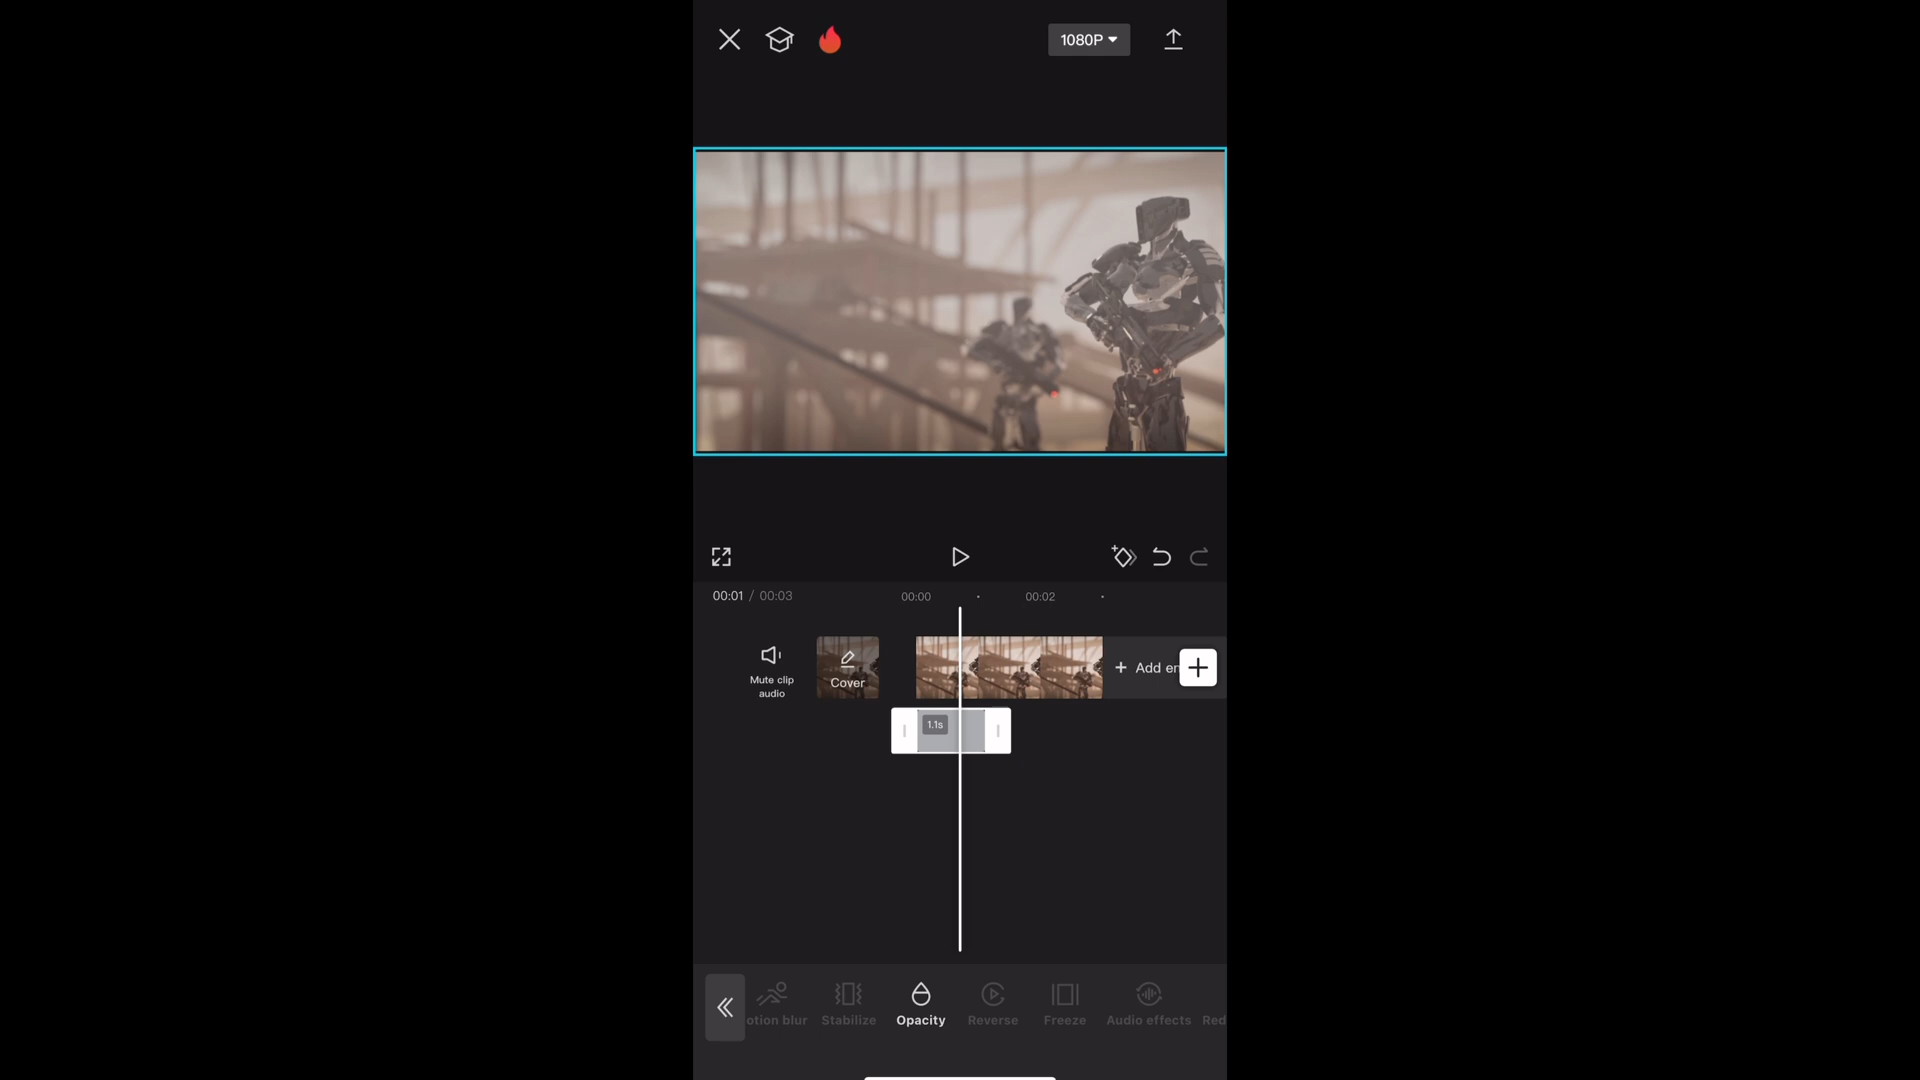 1080P
00:01 / 00:03
00:00
00:02
Mute clip
audio
Cover
+ Add en
1.1s
otion blur
Stabilize
Opacity
Reverse
Freeze
Audio effects
Red